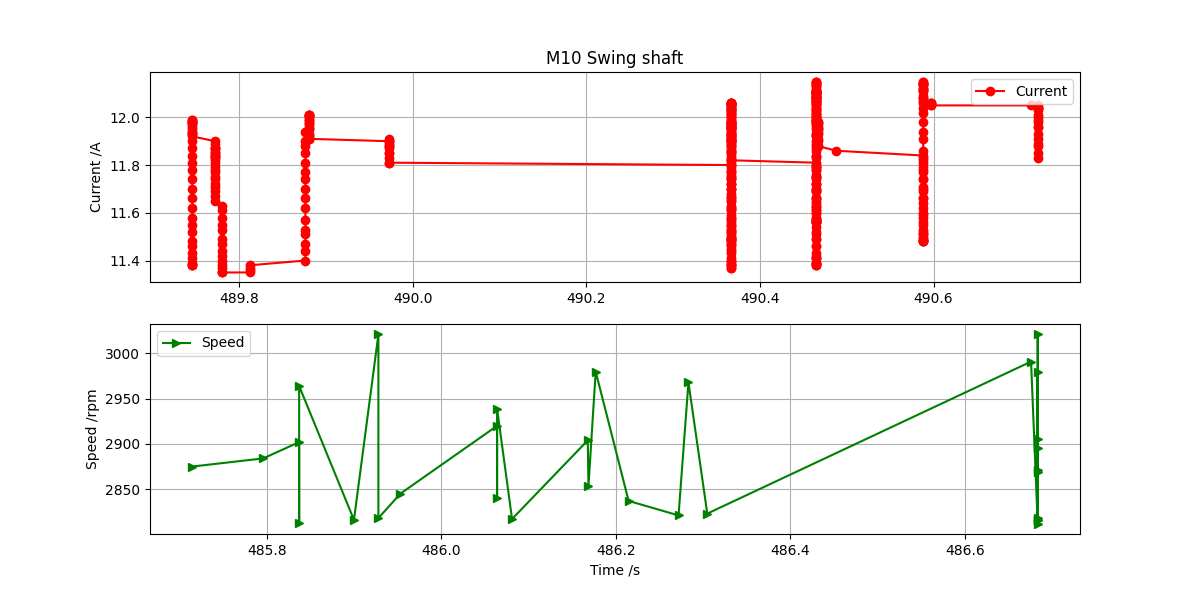 M10 Swing shaft
Current /A
12.0
11.8
11.6
11.4
Current
489.8 490.0 490.2 490.4 490.6
Speed /rpm
3000
2950
2900
2850
Speed
485.8 486.0 486.2 486.4 486.6
Time /s